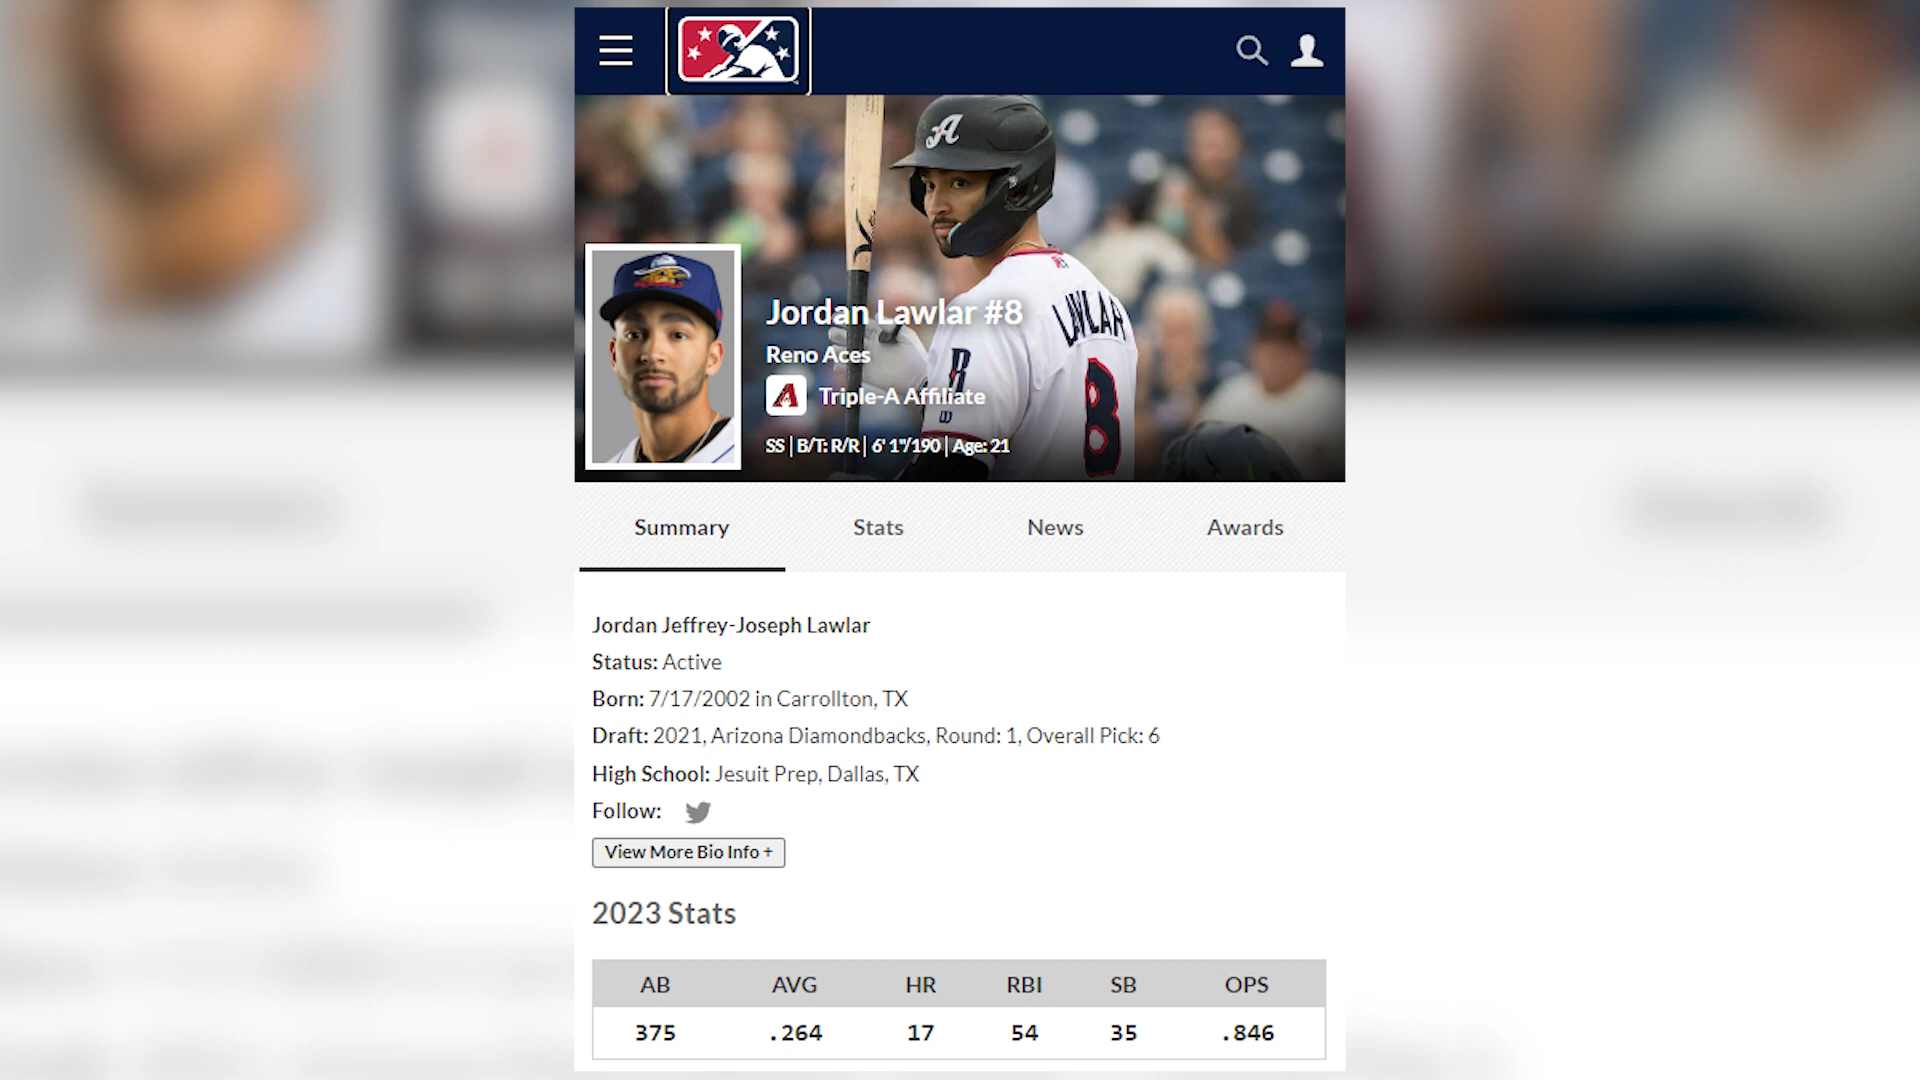 A
LAWLAR
8
Jordan Lawlar #8
Reno Aces
A Triple-A Affiliate
SS | B/T: R/R | 6' 1"/190 | Age: 21
Summary Stats News Awards
Jordan Jeffrey-Joseph Lawlar
Status: Active
Born: 7/17/2002 in Carrollton, TX
Draft: 2021, Arizona Diamondbacks, Round: 1, Overall Pick: 6
High School: Jesuit Prep, Dallas, TX
Follow:
View More Bio Info +
2023 Stats
AB AVG HR RBI SB OPS
375 .264 17 54 35 .846